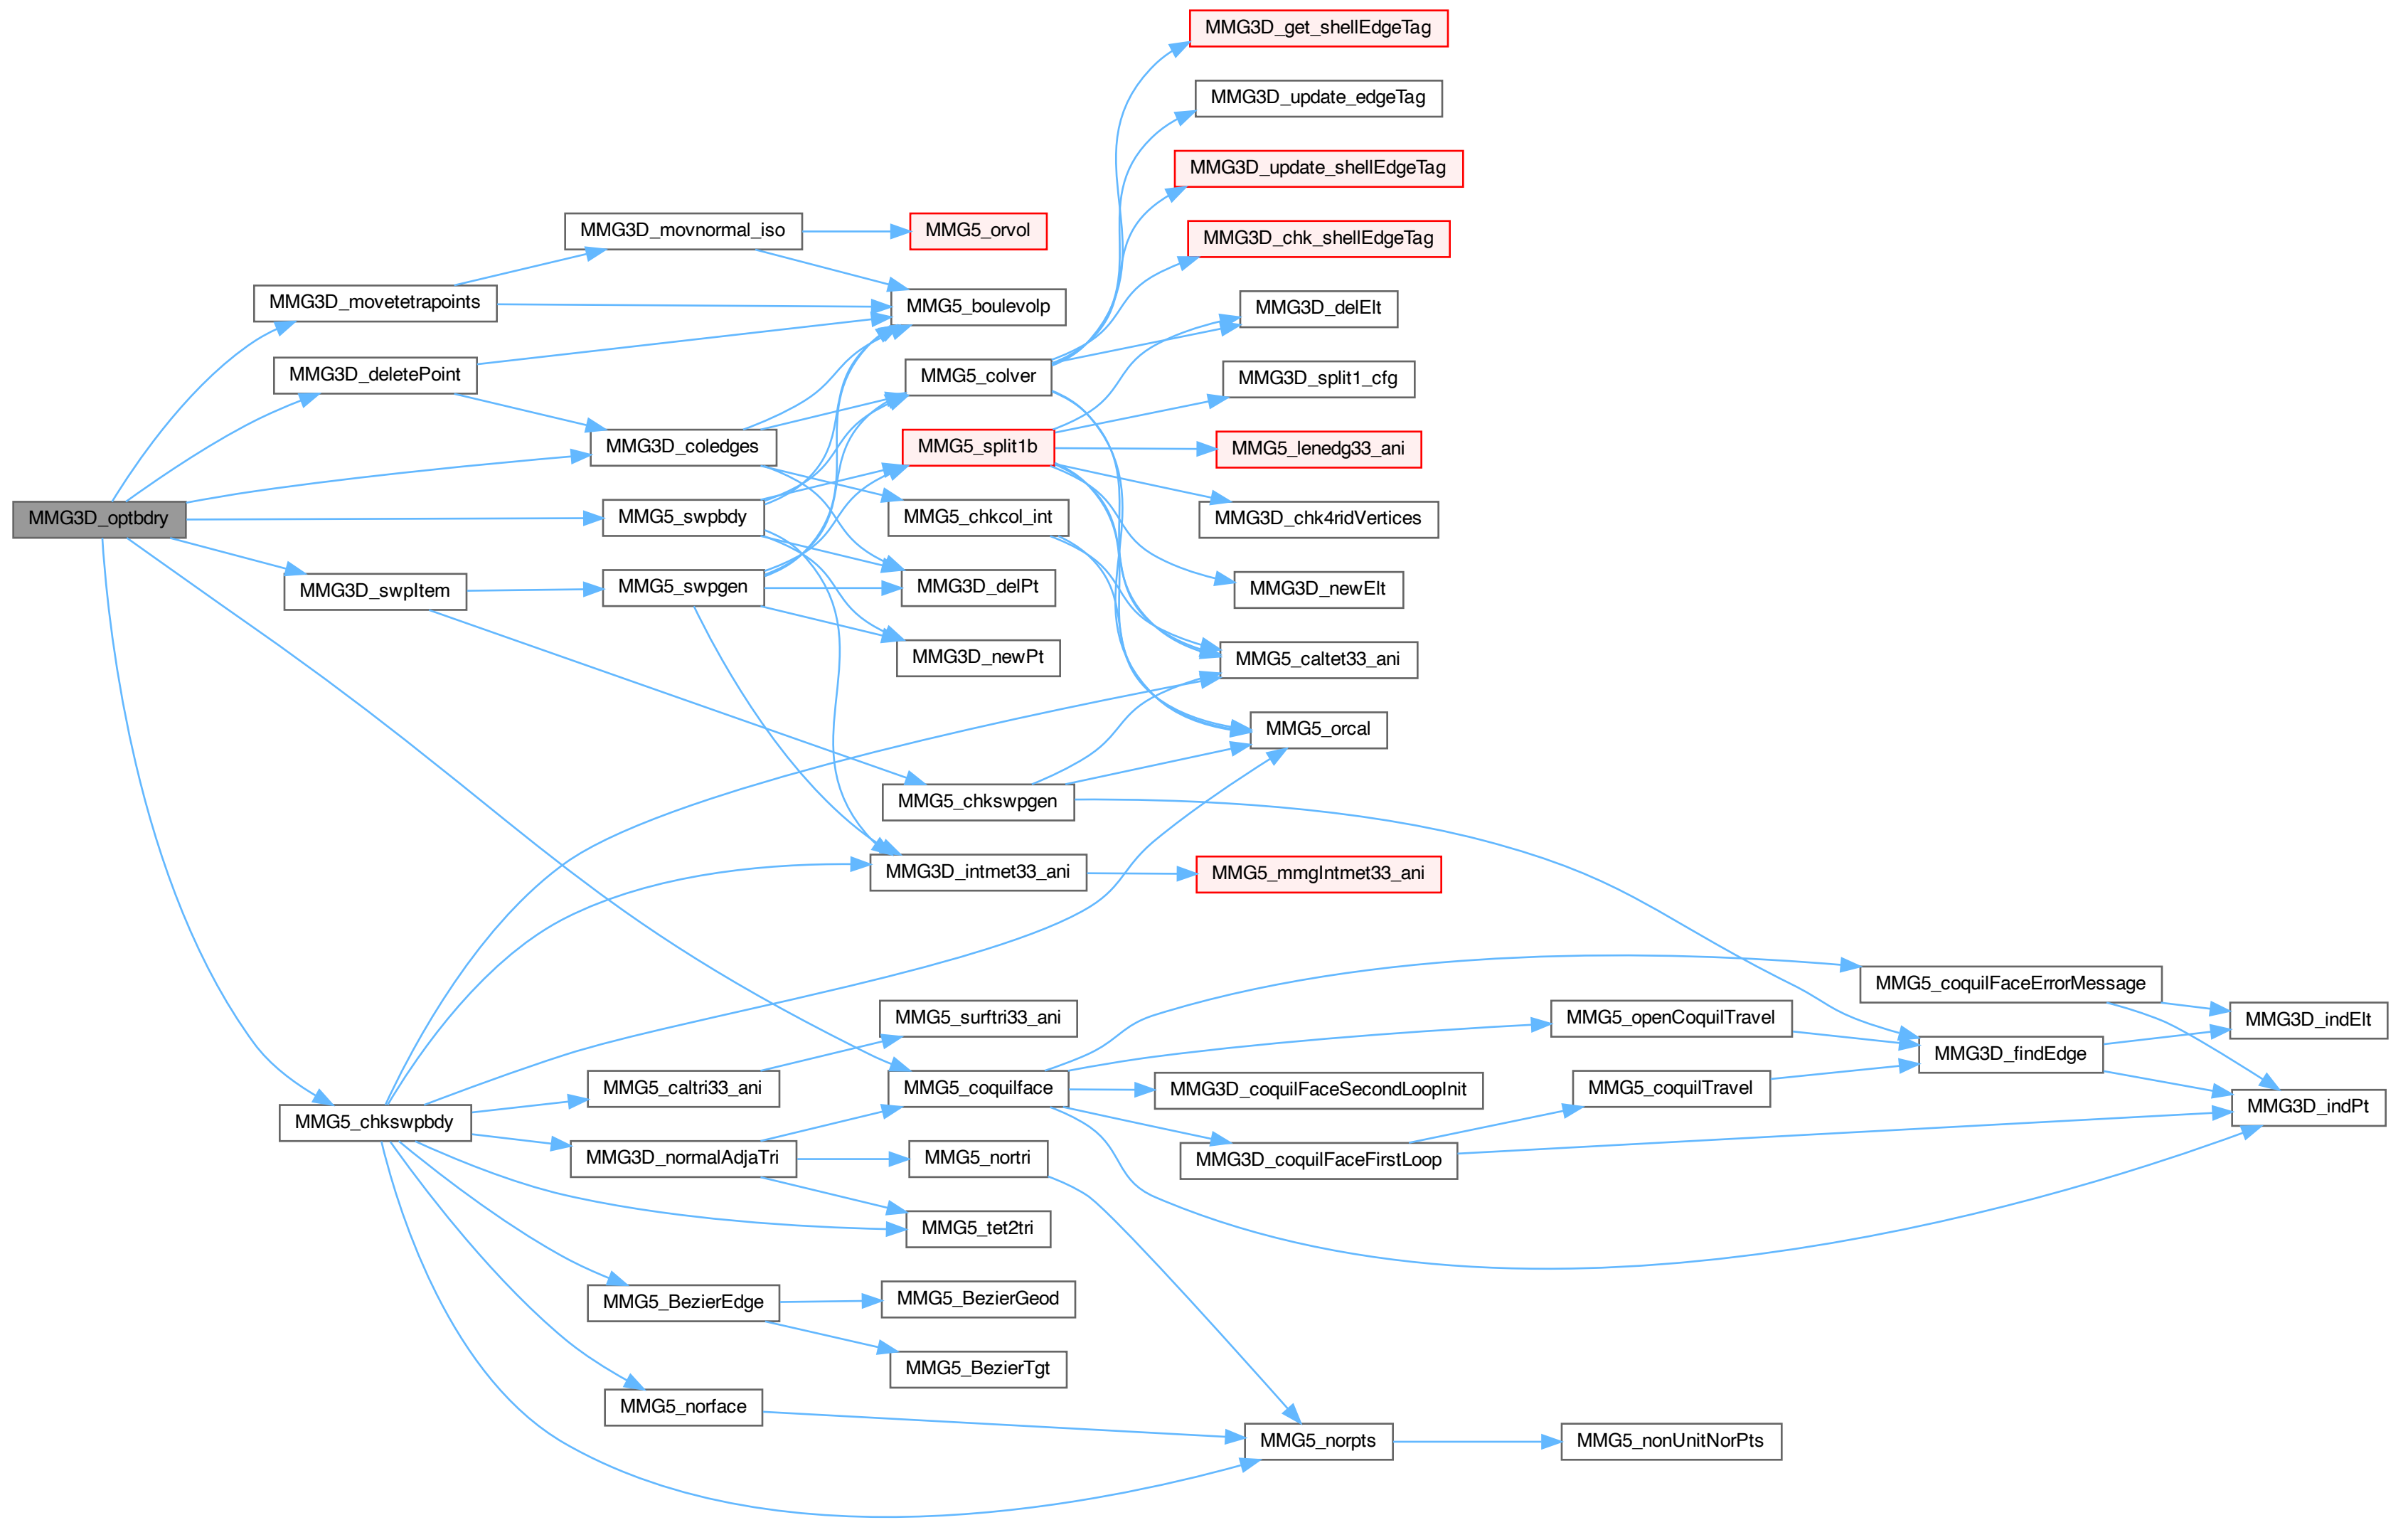 MMG3D_get_shellEdgeTag
MMG3D_update_edgeTag
MMG3D_update_shellEdgeTag
MMG3D_movnormal_iso
MMG5_orvol
MMG3D_chk_shellEdgeTag
MMG3D_movetetrapoints
MMG5_boulevolp
MMG3D_delElt
MMG3D_deletePoint
MMG5_colver
MMG3D_split1_cfg
MMG3D_coledges
MMG5_split1b
MMG5_lenedg33_ani
MMG3D_optbdry
MMG5_swpbdy
MMG5_chkcol_int
MMG3D_chk4ridVertices
MMG3D_swpItem
MMG5_swpgen
MMG3D_delPt
MMG3D_newElt
MMG3D_newPt
MMG5_caltet33_ani
MMG5_orcal
MMG5_chkswpgen
MMG3D_intmet33_ani
MMG5_mmgIntmet33_ani
MMG5_coquilFaceErrorMessage
MMG5_surftri33_ani
MMG5_openCoquilTravel
MMG3D_indElt
MMG3D_findEdge
MMG5_chkswpbdy
MMG5_caltri33_ani
MMG5_coquilface
MMG3D_coquilFaceSecondLoopInit
MMG5_coquilTravel
MMG3D_indPt
MMG3D_normalAdjaTri
MMG5_nortri
MMG3D_coquilFaceFirstLoop
MMG5_tet2tri
MMG5_BezierEdge
MMG5_BezierGeod
MMG5_BezierTgt
MMG5_norface
MMG5_norpts
MMG5_nonUnitNorPts